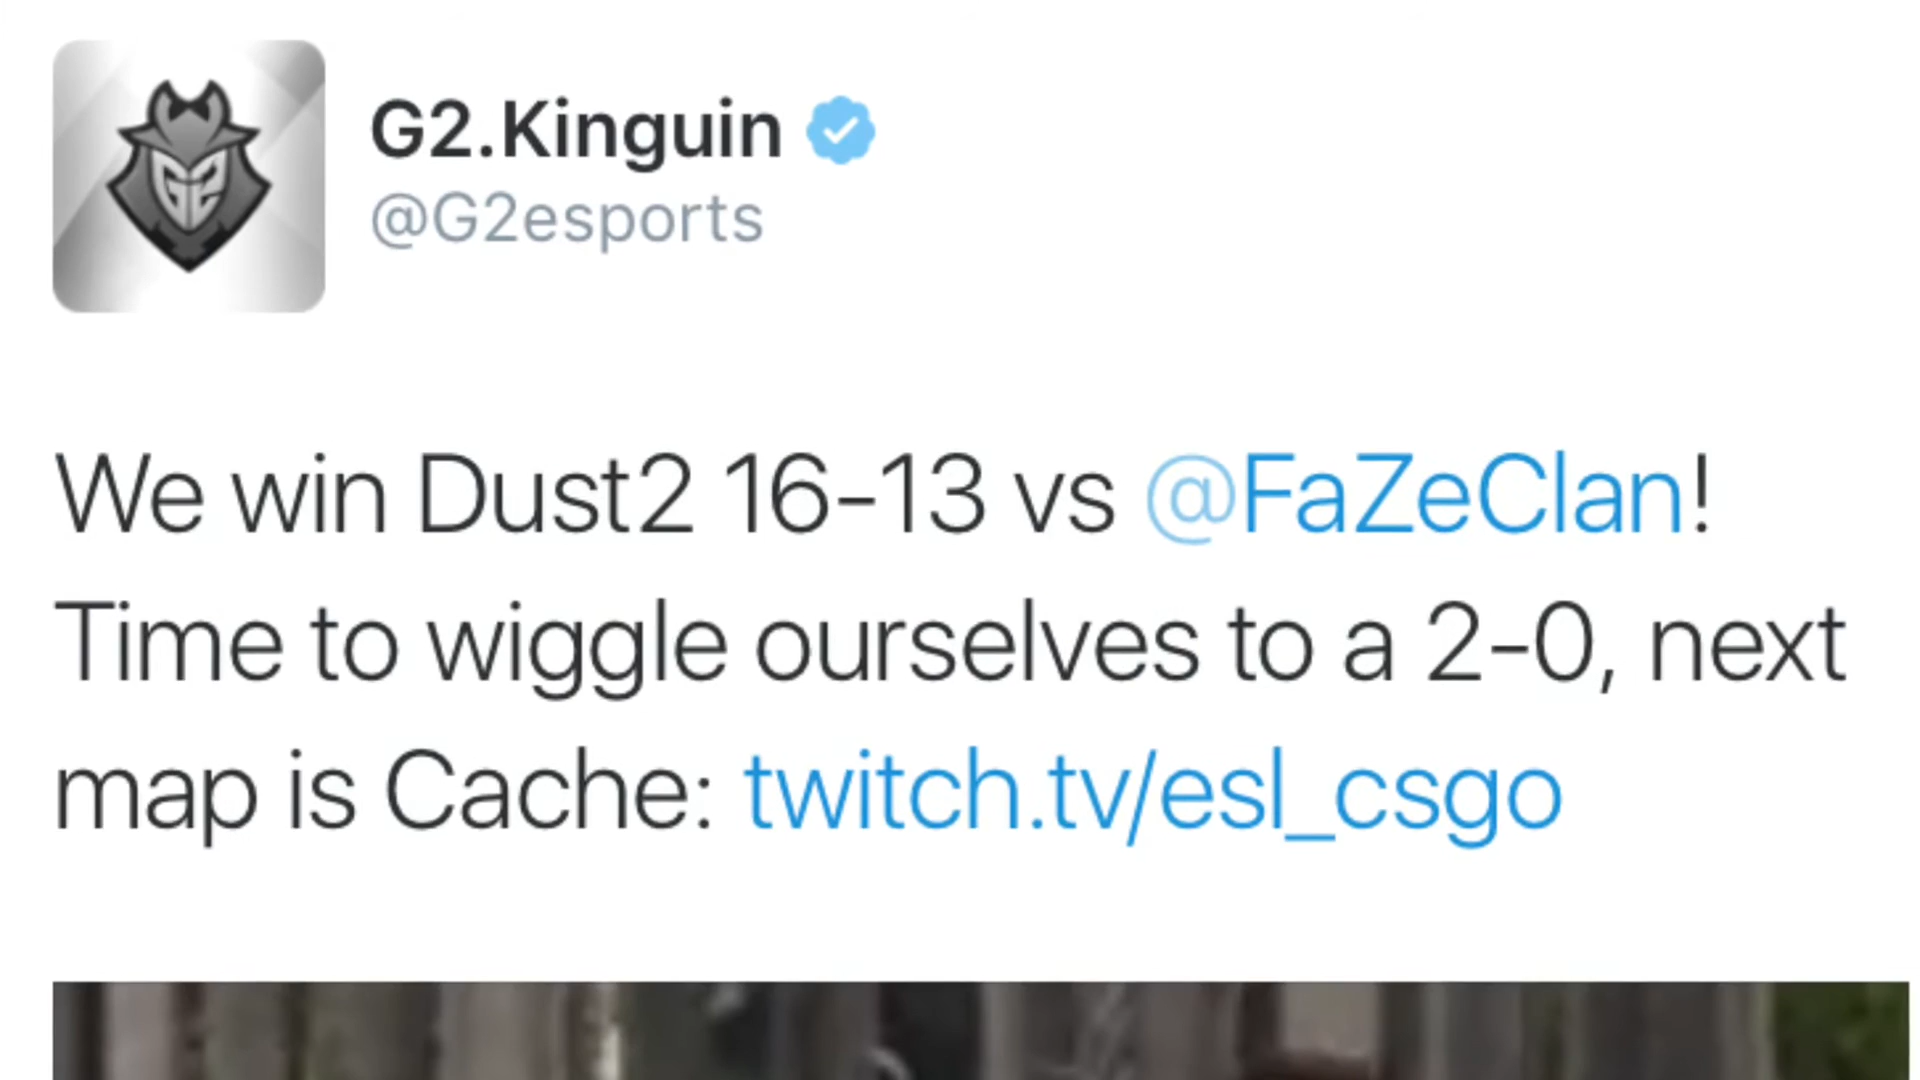 G2.Kinguin
@G2esports
We win Dust2 16-13 vs @FaZeClan!
Time to wiggle ourselves to a 2-0, next
map is Cache: twitch.tv/esl_csgo